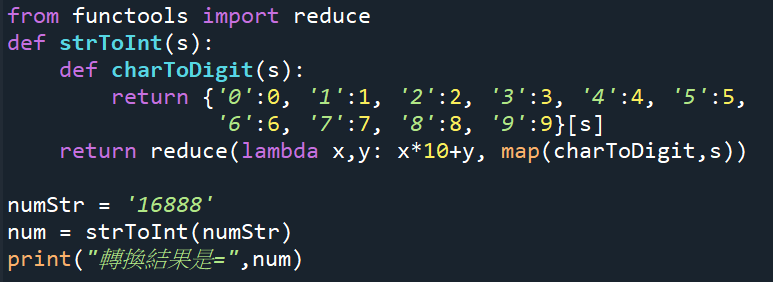 from functools import reduce
def strToInt(s):
    def charToDigit(s):
        return {'0':0, '1':1, '2':2, '3':3, '4':4, '5':5,
                '6':6, '7':7, '8':8, '9':9}[s]
    return reduce(lambda x,y: x*10+y, map(charToDigit,s))

numStr = '16888'
num = strToInt(numStr)
print("轉換結果是=",num)